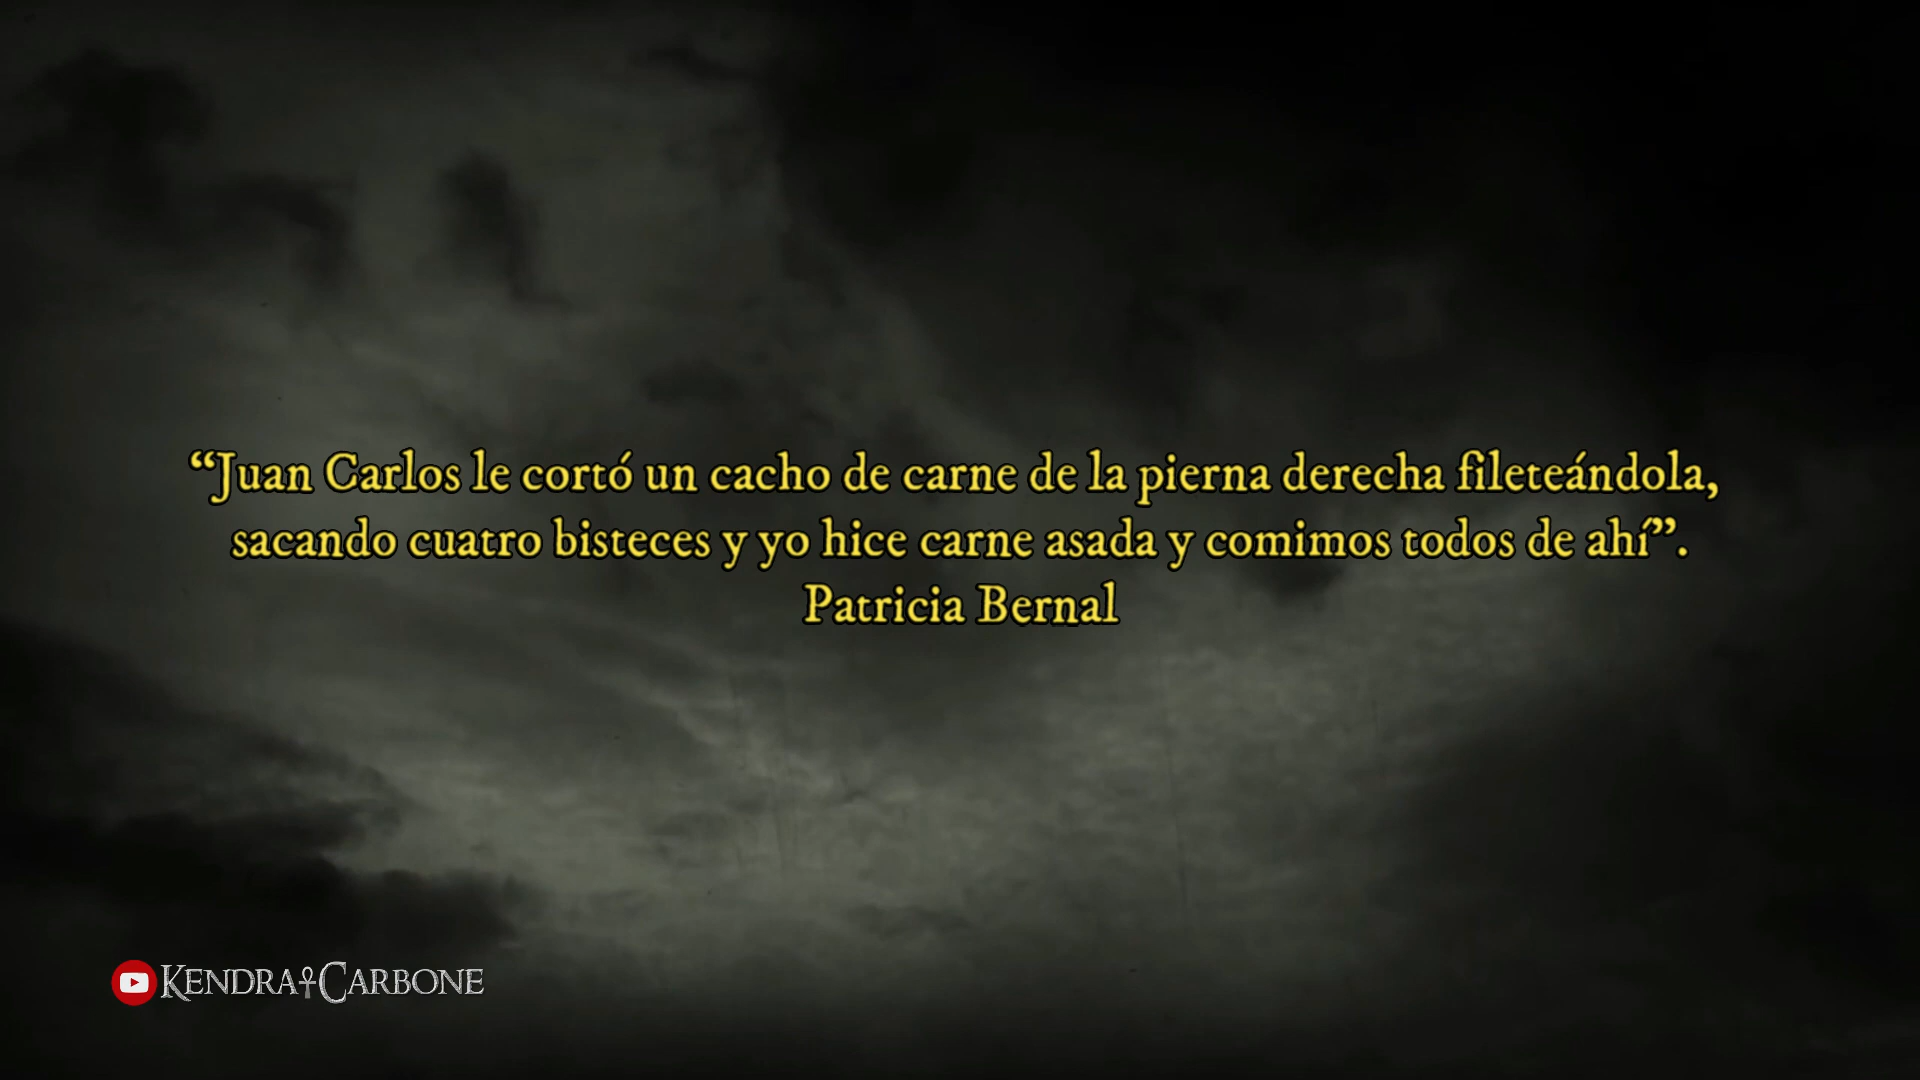 “Juan Carlos le cortó un cacho de carne de la pierna derecha fileteándola,
sacando cuatro bisteces y yo hice carne asada y comimos todos de ahí”.
Patricia Bernal
KENDRA☥CARBONE